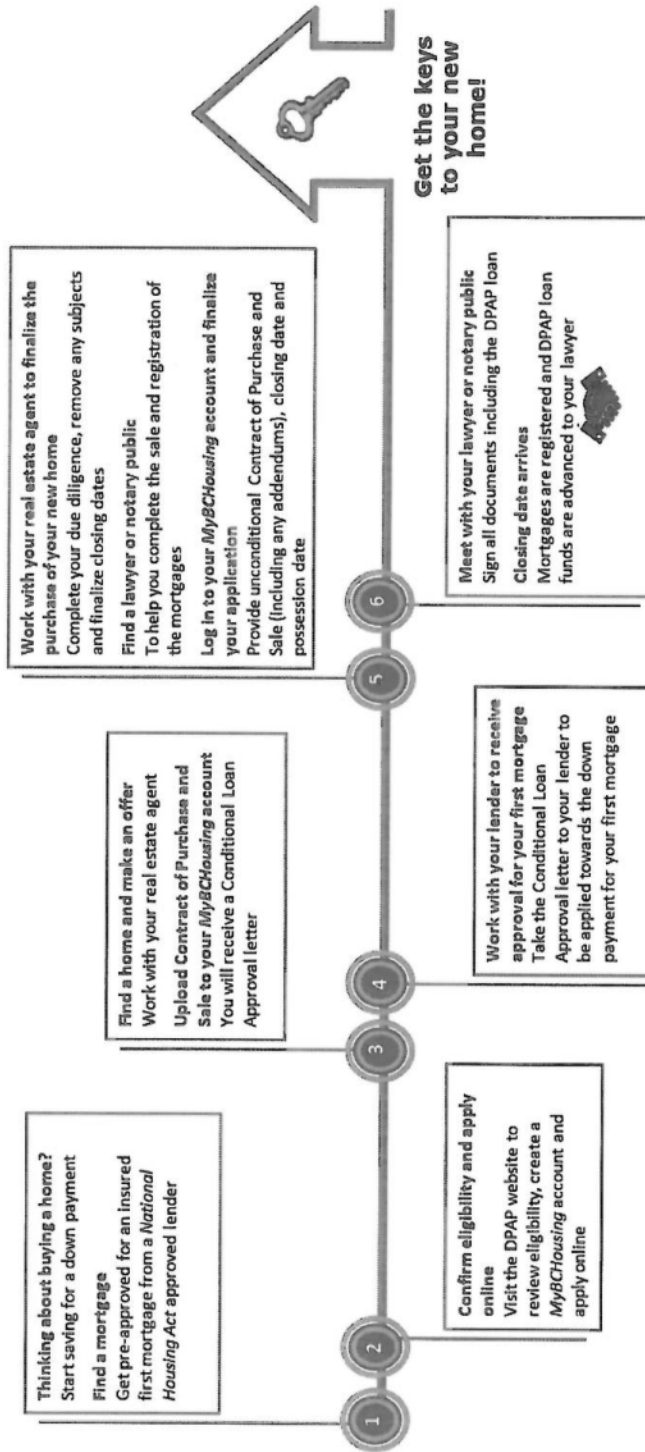 1
Thinking about buying a home?
Start saving for a down payment
Find a mortgage
Get pre-approved for an insured
first mortgage from a National
Housing Act approved lender
2
Confirm eligibility and apply
online
Visit the DPAP website to
review eligibility, create a
MyBCHousing account and
apply online
3
Find a home and make an offer
Work with your real estate agent
Upload Contract of Purchase and
Sale to your MyBCHousing account
You will receive a Conditional Loan
Approval letter
4
Work with your lender to receive
approval for your first mortgage
Take the Conditional Loan
Approval letter to your lender to
be applied towards the down
payment for your first mortgage
5
Work with your real estate agent to finalize the
purchase of your new home
Complete your due diligence, remove any subjects
and finalize closing dates
Find a lawyer or notary public
To help you complete the sale and registration of
the mortgages
Log in to your MyBCHousing account and finalize
your application
Provide unconditional Contract of Purchase and
Sale (including any addendums), closing date and
possession date
6
Meet with your lawyer or notary public
Sign all documents including the DPAP loan
Closing date arrives
Mortgages are registered and DPAP loan
funds are advanced to your lawyer
Get the keys
to your new
home!